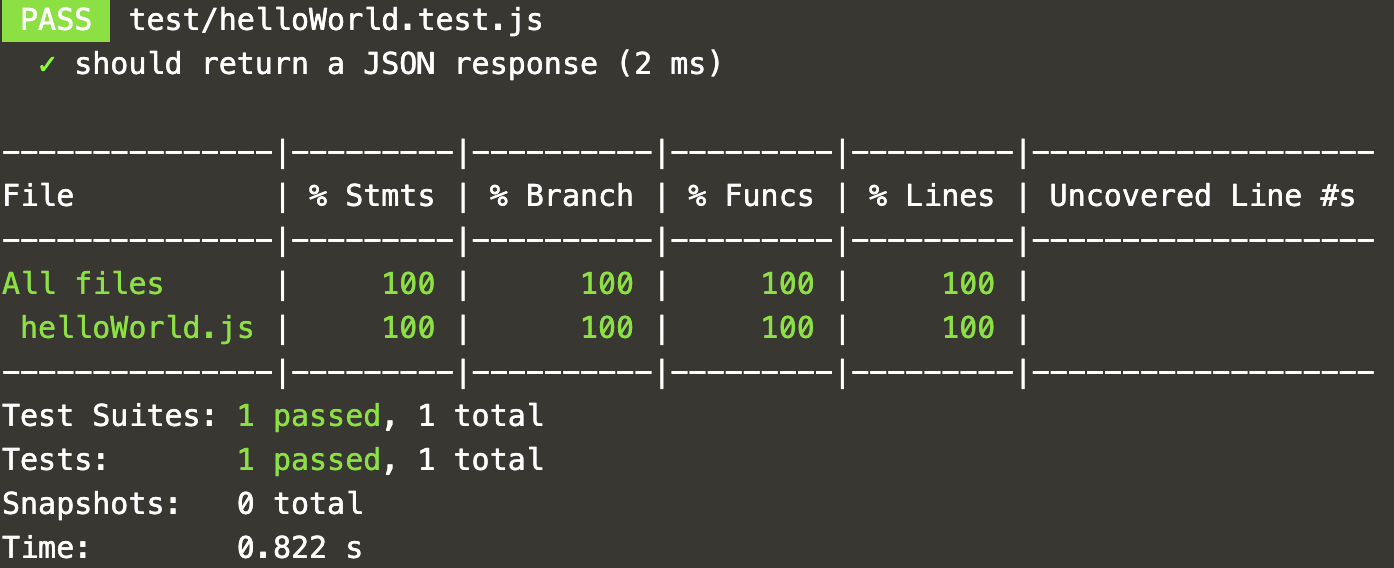 PASS test/helloWorld.test.js
✓ should return a JSON response (2 ms)
---------------|---------|----------|---------|---------|-------------------
File           | % Stmts | % Branch | % Funcs | % Lines | Uncovered Line #s
---------------|---------|----------|---------|---------|-------------------
All files      |     100 |      100 |     100 |     100 |
 helloWorld.js |     100 |      100 |     100 |     100 |
---------------|---------|----------|---------|---------|-------------------
Test Suites: 1 passed, 1 total
Tests:       1 passed, 1 total
Snapshots:   0 total
Time:        0.822 s